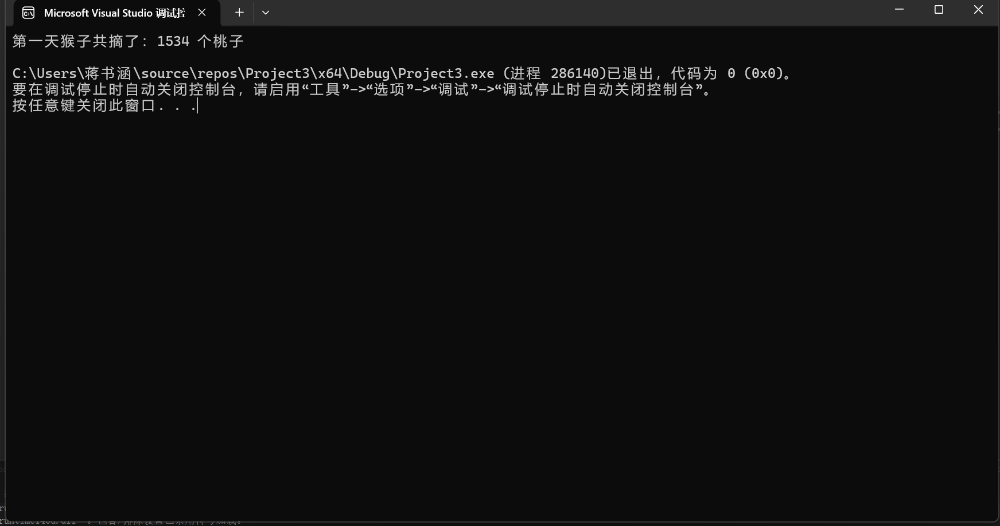 Microsoft Visual Studio 调试控
第一天猴子共摘了: 1534 个桃子
C:\Users\蒋书涵\source\repos\Project3\x64\Debug\Project3.exe (进程 286140)已退出，代码为 0 (0x0)。
要在调试停止时自动关闭控制台，请启用“工具”->“选项”->“调试”->“调试停止时自动关闭控制台”。
按任意键关闭此窗口. . .